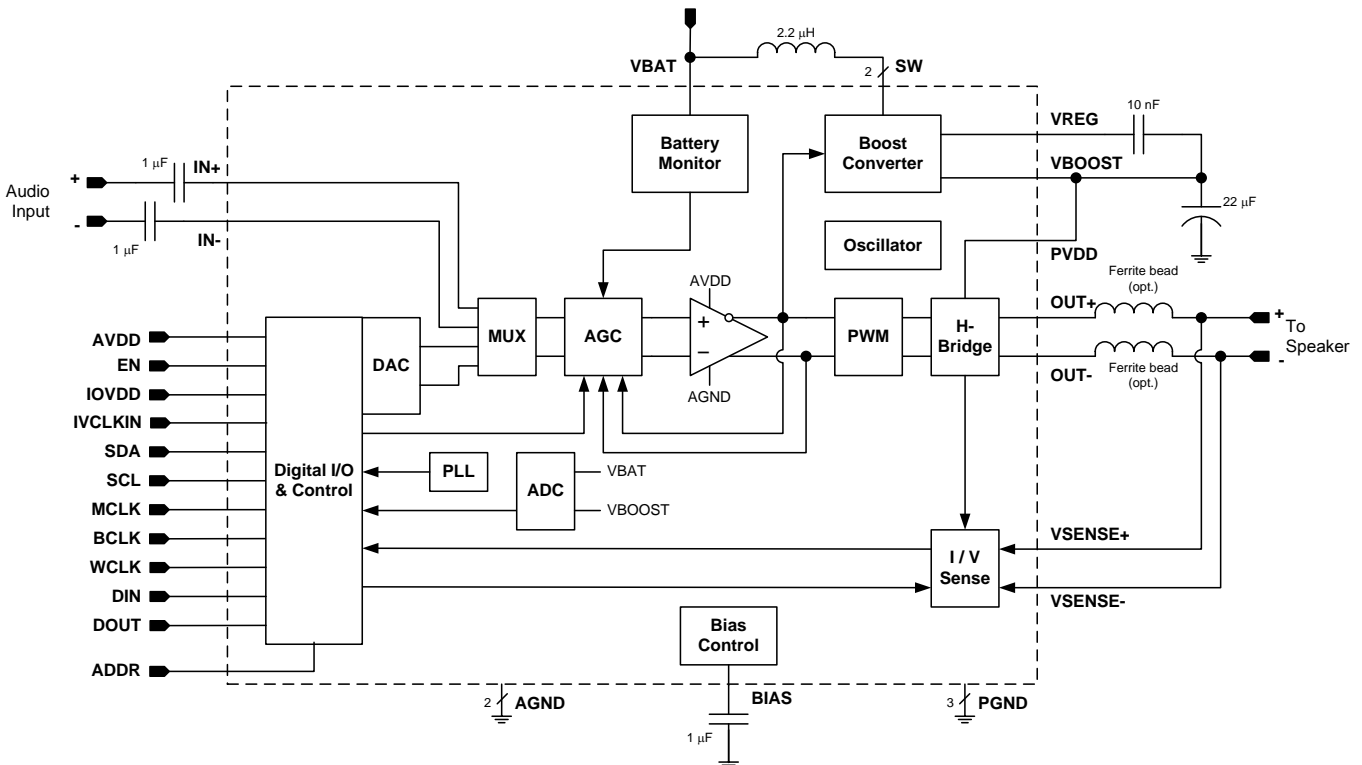 2.2 μH
VBAT
2
SW
10 nF
VREG
Battery
Monitor
Boost
Converter
VBOOST
1 μF
IN+
+
Audio
Input
-
1 μF
IN-
22 μF
Oscillator
PVDD
Ferrite bead
(opt.)
AVDD
OUT+
AVDD
EN
IOVDD
IVCLKIN
SDA
SCL
MCLK
BCLK
WCLK
DIN
DOUT
ADDR
Digital I/O
& Control
DAC
MUX
AGC
+
−
AGND
PWM
H-
Bridge
+
To
Speaker
-
OUT-
Ferrite bead
(opt.)
PLL
ADC
VBAT
VBOOST
I / V
Sense
VSENSE+
VSENSE-
Bias
Control
2
AGND
BIAS
3
PGND
1 μF